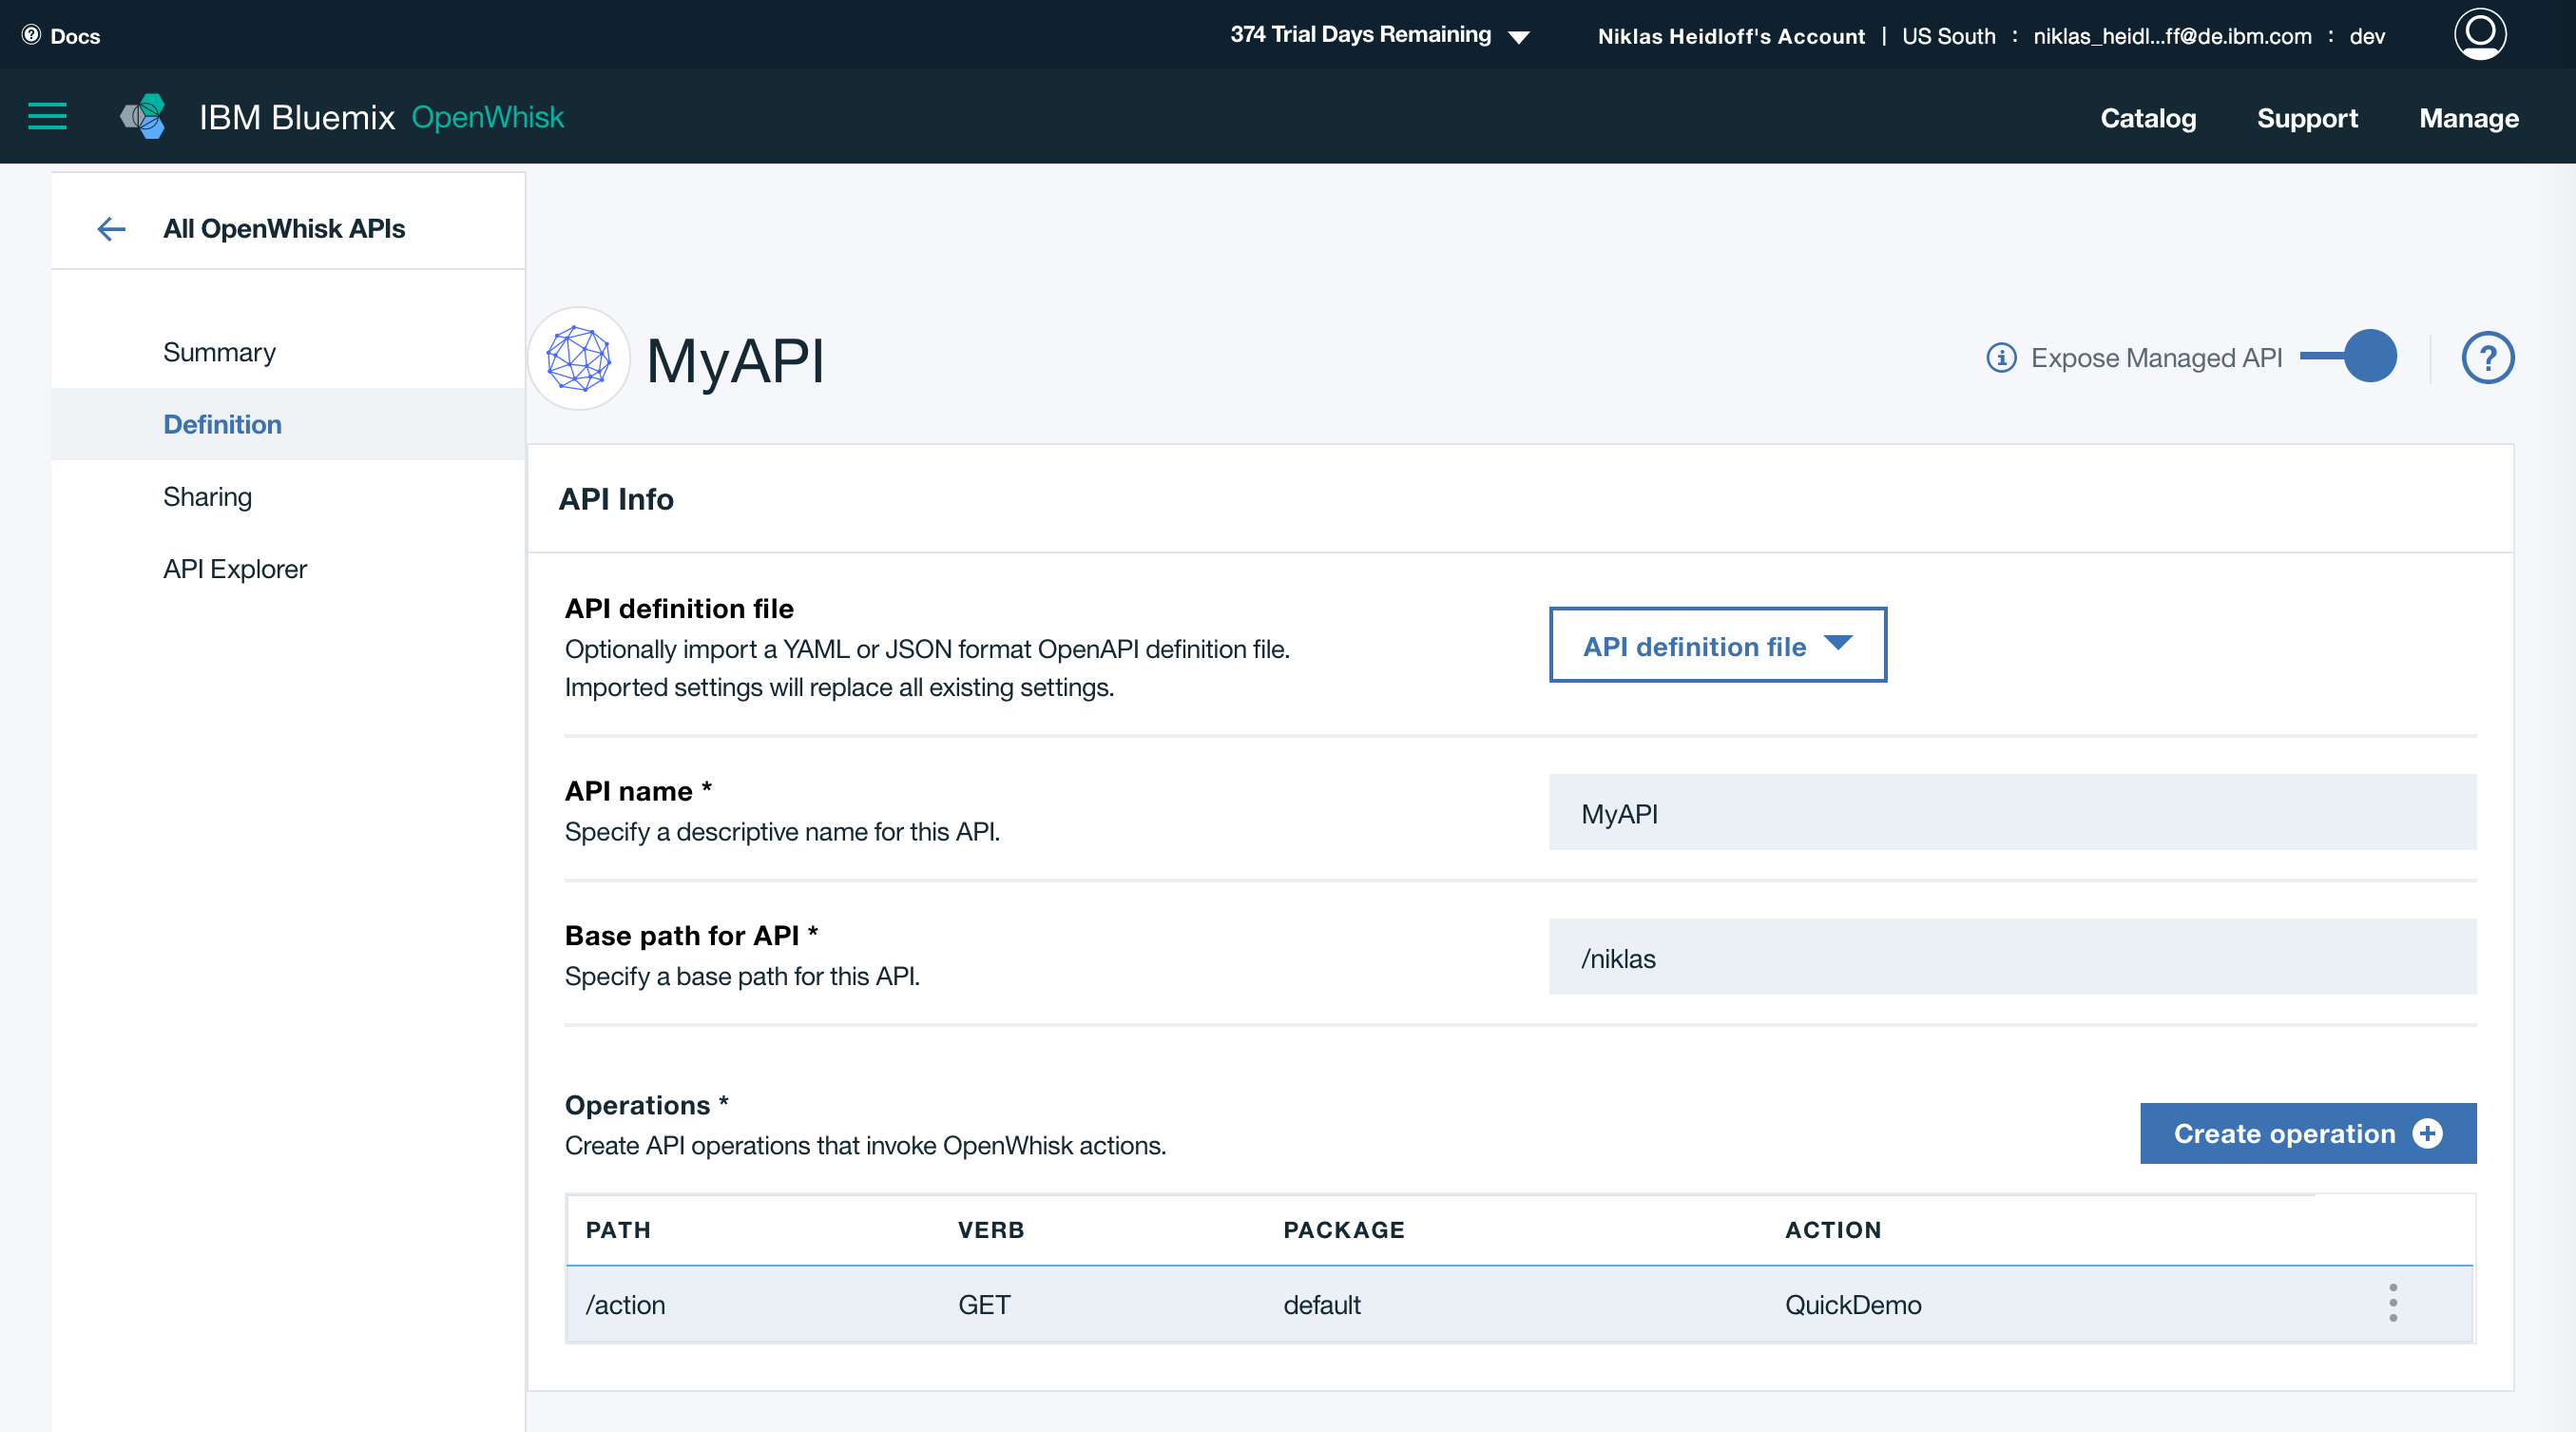 Docs
374 Trial Days Remaining
Niklas Heidloff's Account | US South : niklas_heidl...ff@de.ibm.com : dev
IBM Bluemix OpenWhisk
Catalog Support Manage
All OpenWhisk APIs
Summary
Definition
Sharing
API Explorer
MyAPI
Expose Managed API
API Info
API definition file
Optionally import a YAML or JSON format OpenAPI definition file.
Imported settings will replace all existing settings.
API definition file
API name *
Specify a descriptive name for this API.
MyAPI
Base path for API *
Specify a base path for this API.
/niklas
Operations *
Create API operations that invoke OpenWhisk actions.
Create operation
PATH VERB PACKAGE ACTION
/action GET default QuickDemo